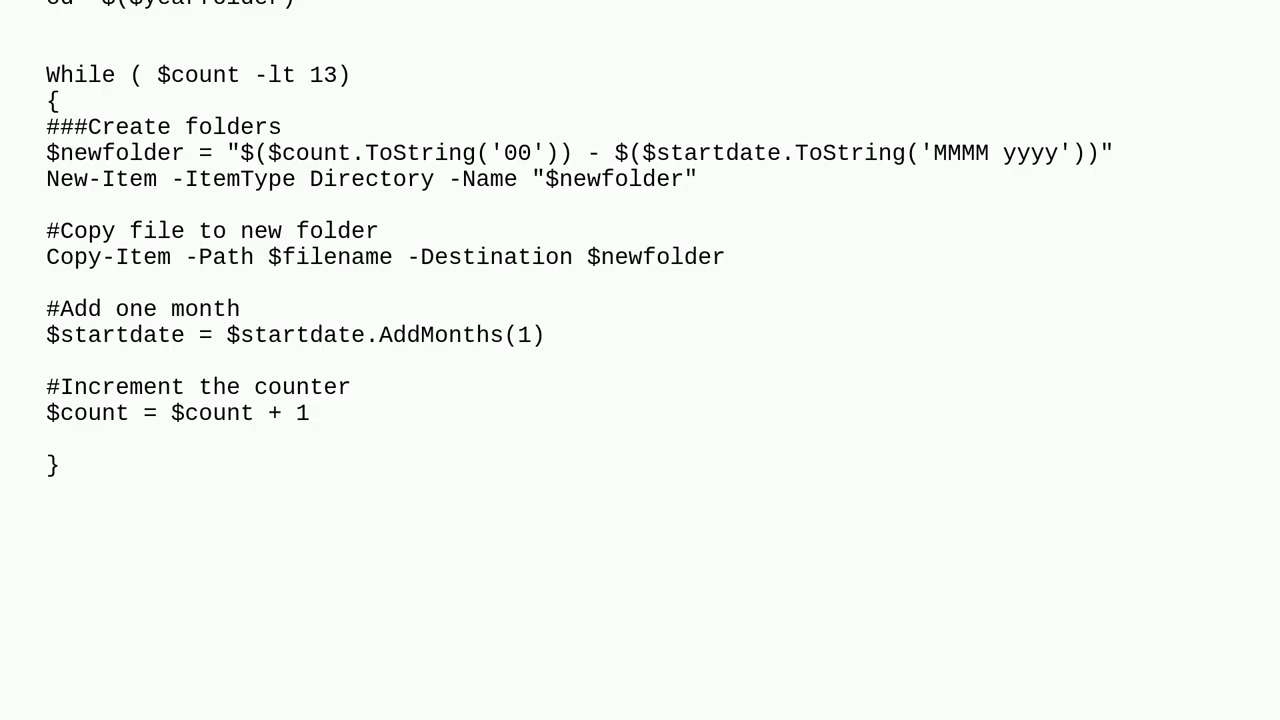 While ( $count -lt 13)
{
###Create folders
$newfolder = "$($count.ToString('00')) - $($startdate.ToString('MMMM yyyy'))"
New-Item -ItemType Directory -Name "$newfolder"
#Copy file to new folder
Copy-Item -Path $filename -Destination $newfolder
#Add one month
$startdate = $startdate.AddMonths(1)
#Increment the counter
$count = $count + 1
}